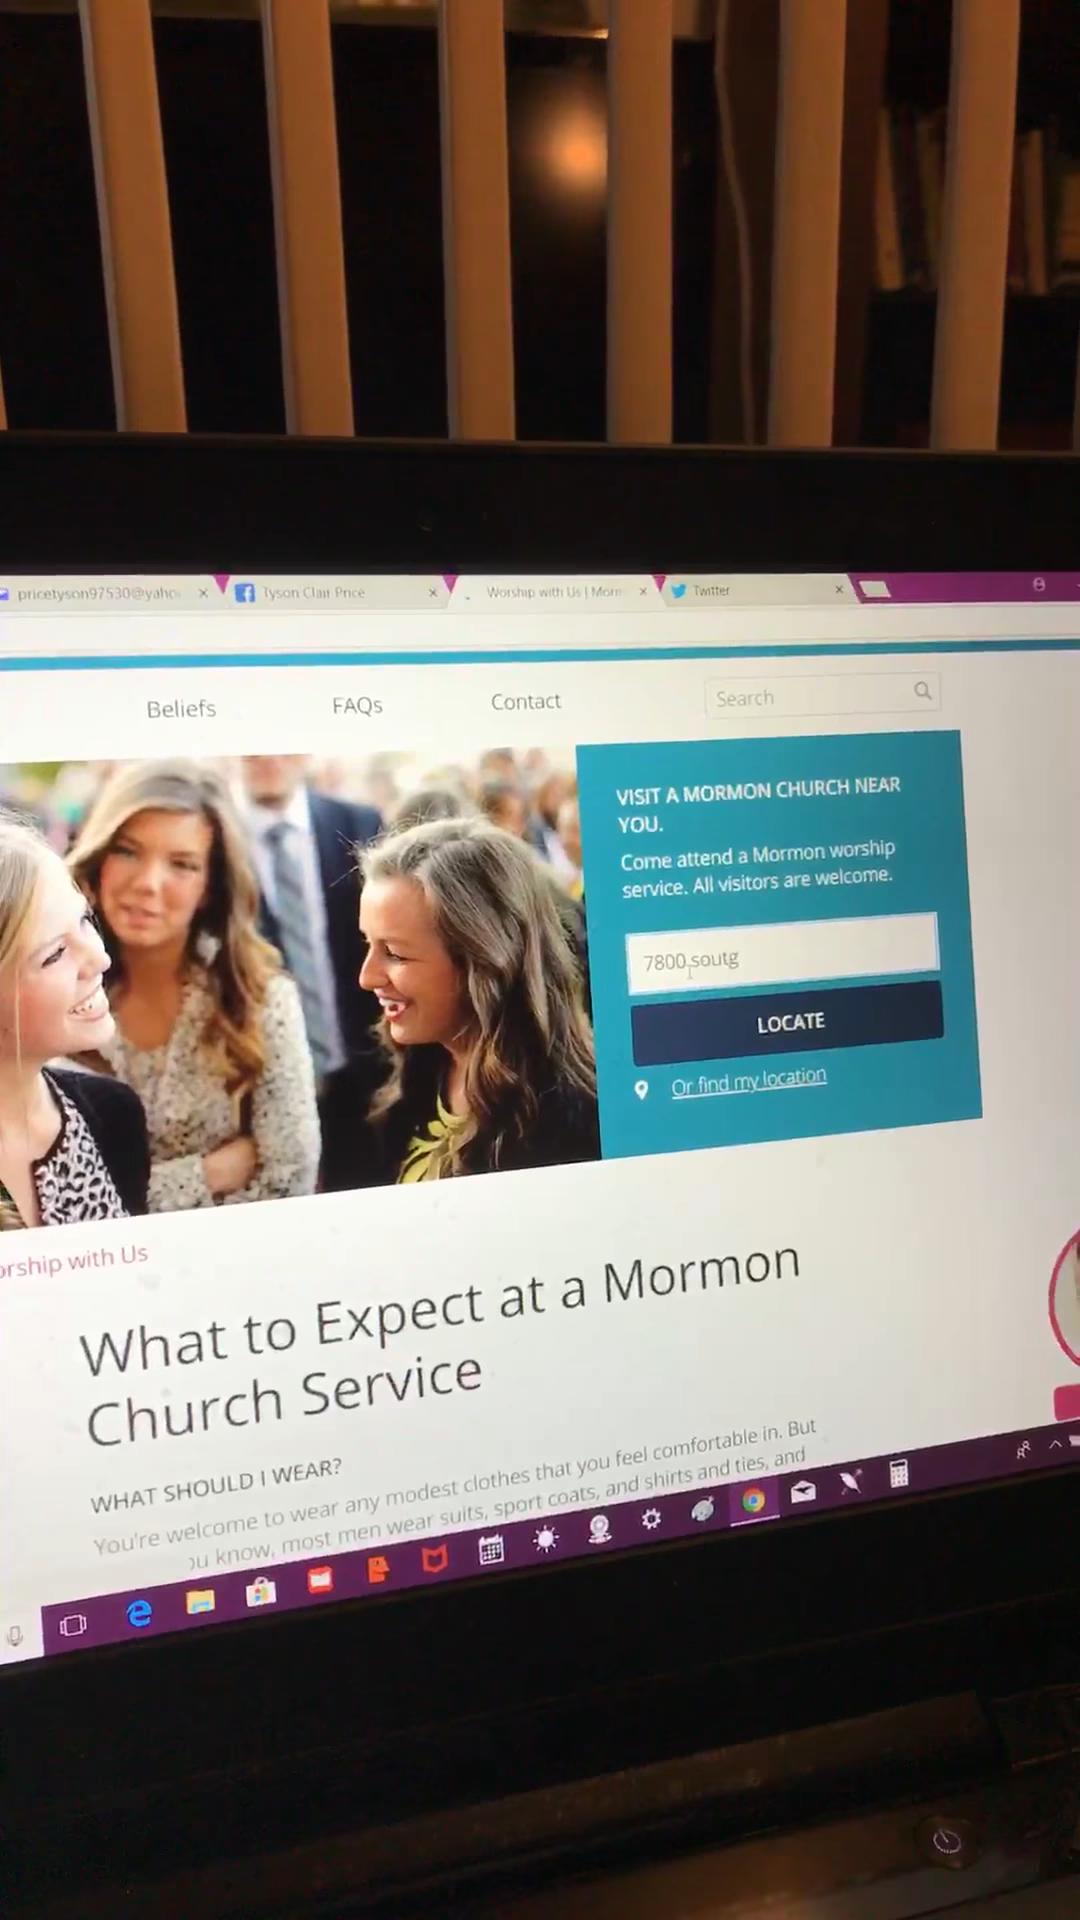 pricetyson97530@yaho
Tyson Clair Price
Worship with Us | Morm
Twitter
Beliefs
FAQs
Contact
Search
VISIT A MORMON CHURCH NEAR
YOU.
Come attend a Mormon worship
service. All visitors are welcome.
7800 soutg
LOCATE
Or find my location
orship with Us
What to Expect at a Mormon
Church Service
WHAT SHOULD I WEAR?
You're welcome to wear any modest clothes that you feel comfortable in. But
ou know, most men wear suits, sport coats, and shirts and ties, and